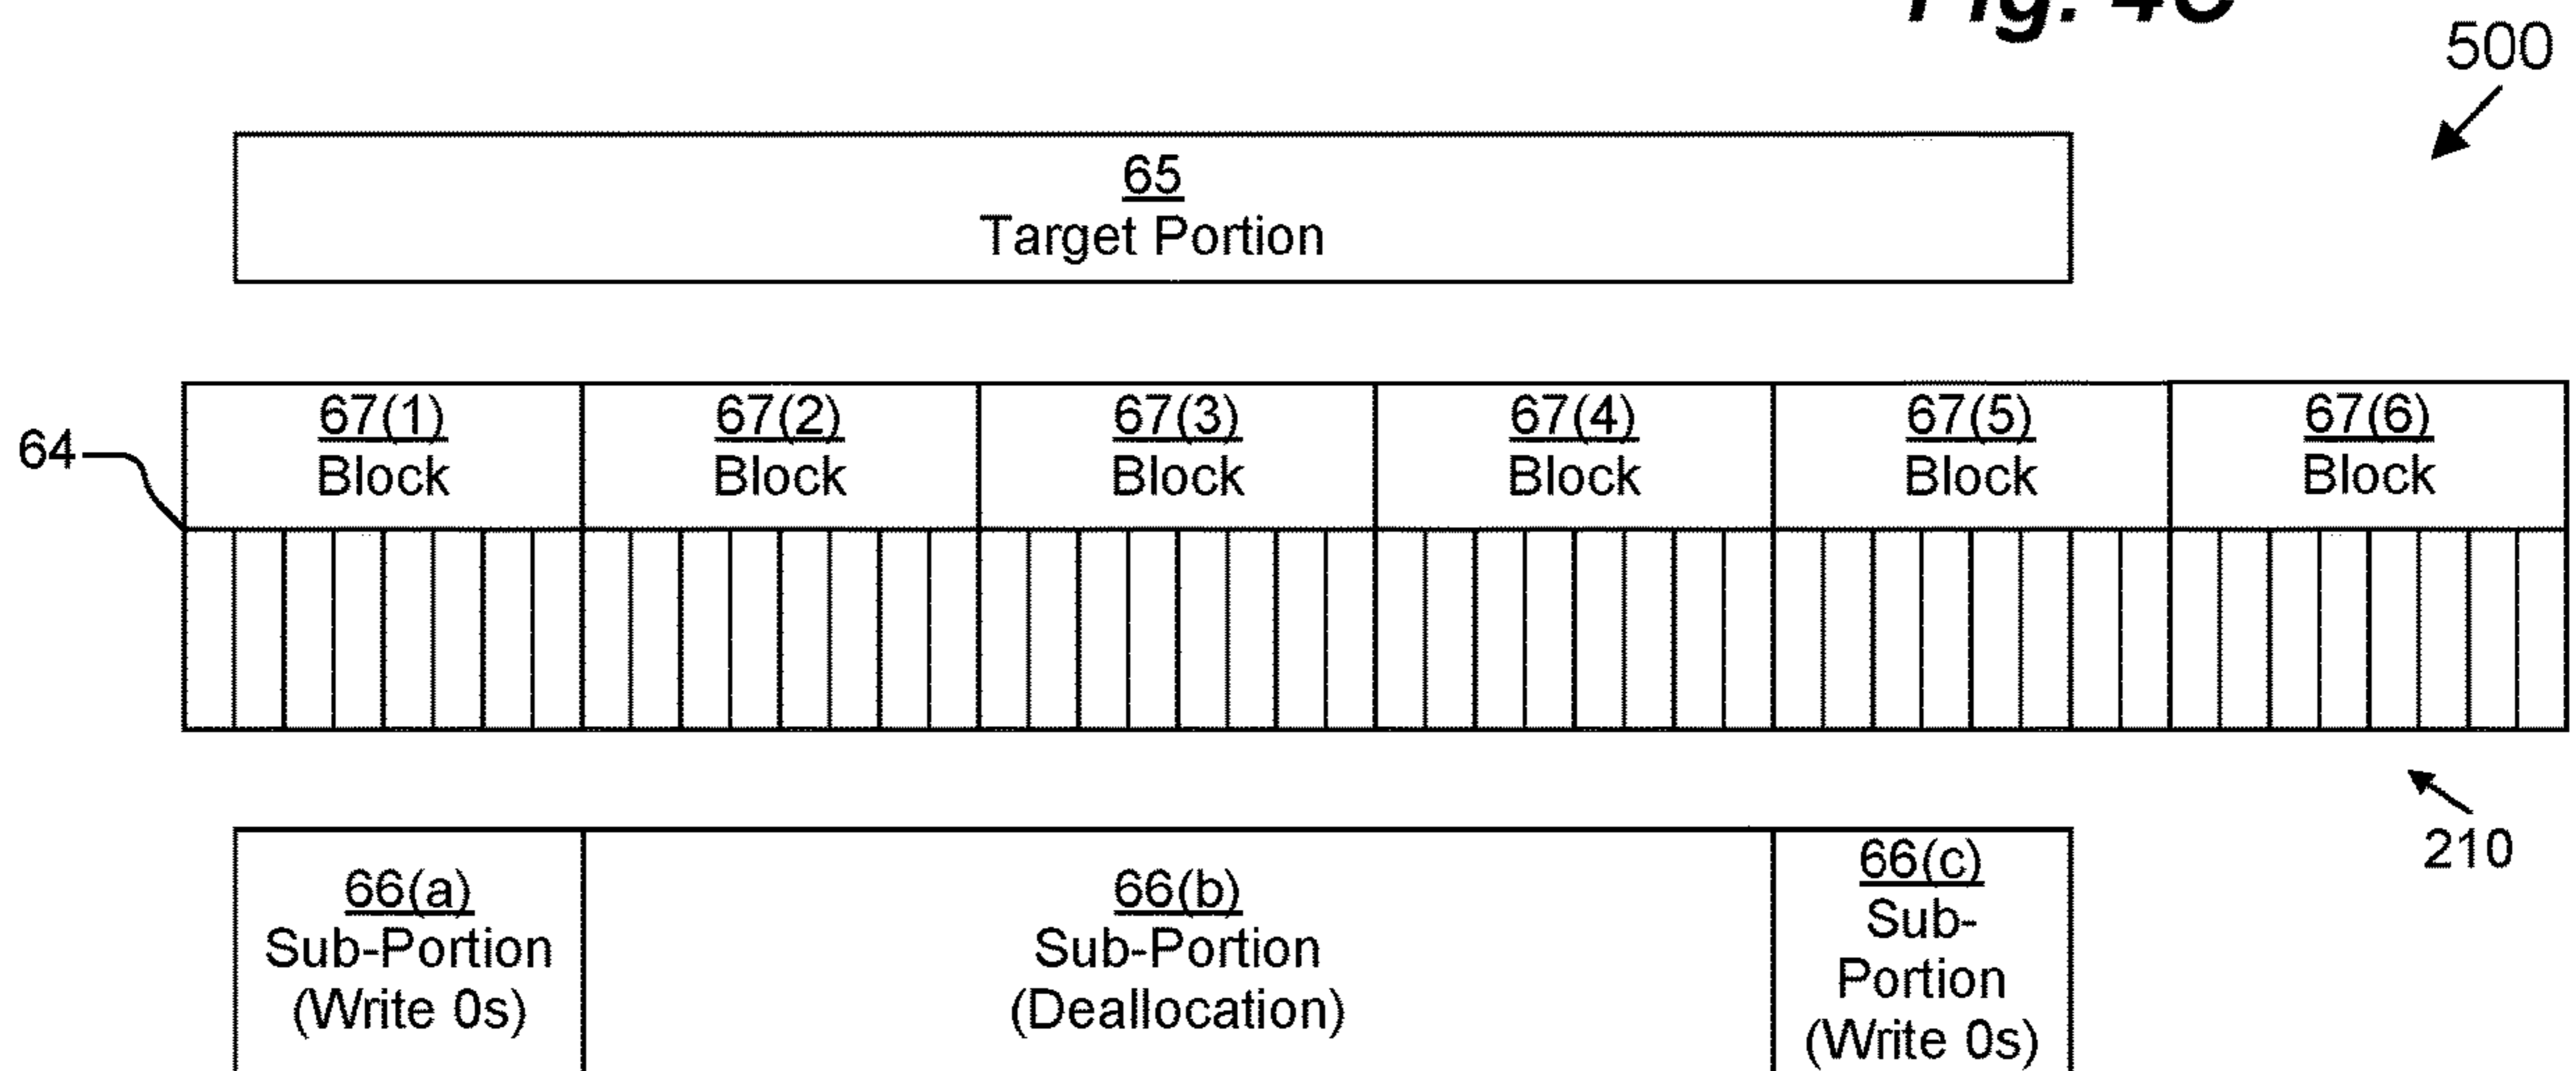 500
65
Target Portion
67(1) 67(2) 67(3) 67(4) 67(5) 67(6)
64
Block Block Block Block Block Block
210
66(a) 66(b) 66(c)
Sub-Portion Sub-Portion Sub-
(Write 0s) (Deallocation) Portion
(Write 0s)